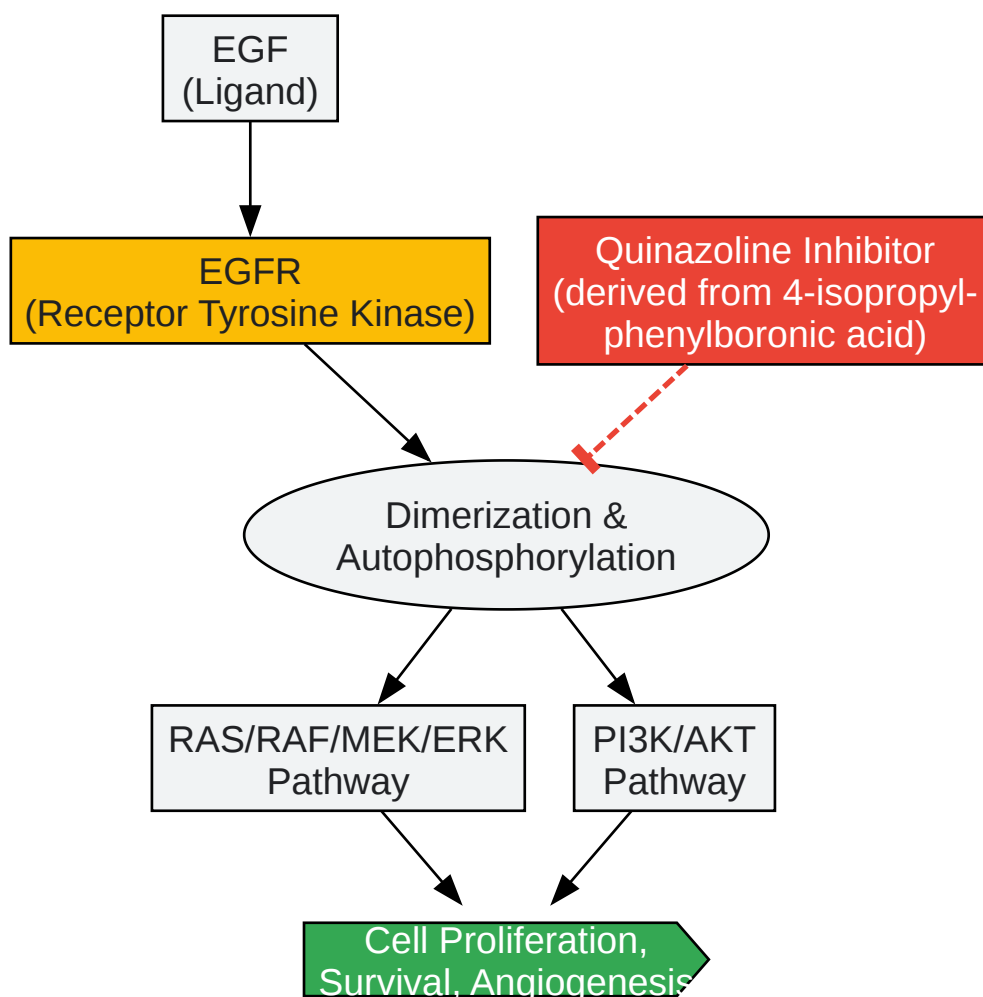 EGF
(Ligand)
EGFR
(Receptor Tyrosine Kinase)
Quinazoline Inhibitor
(derived from 4-isopropyl-
phenylboronic acid)
Dimerization &
Autophosphorylation
RAS/RAF/MEK/ERK
Pathway
PI3K/AKT
Pathway
Cell Proliferation,
Survival, Angiogenesis